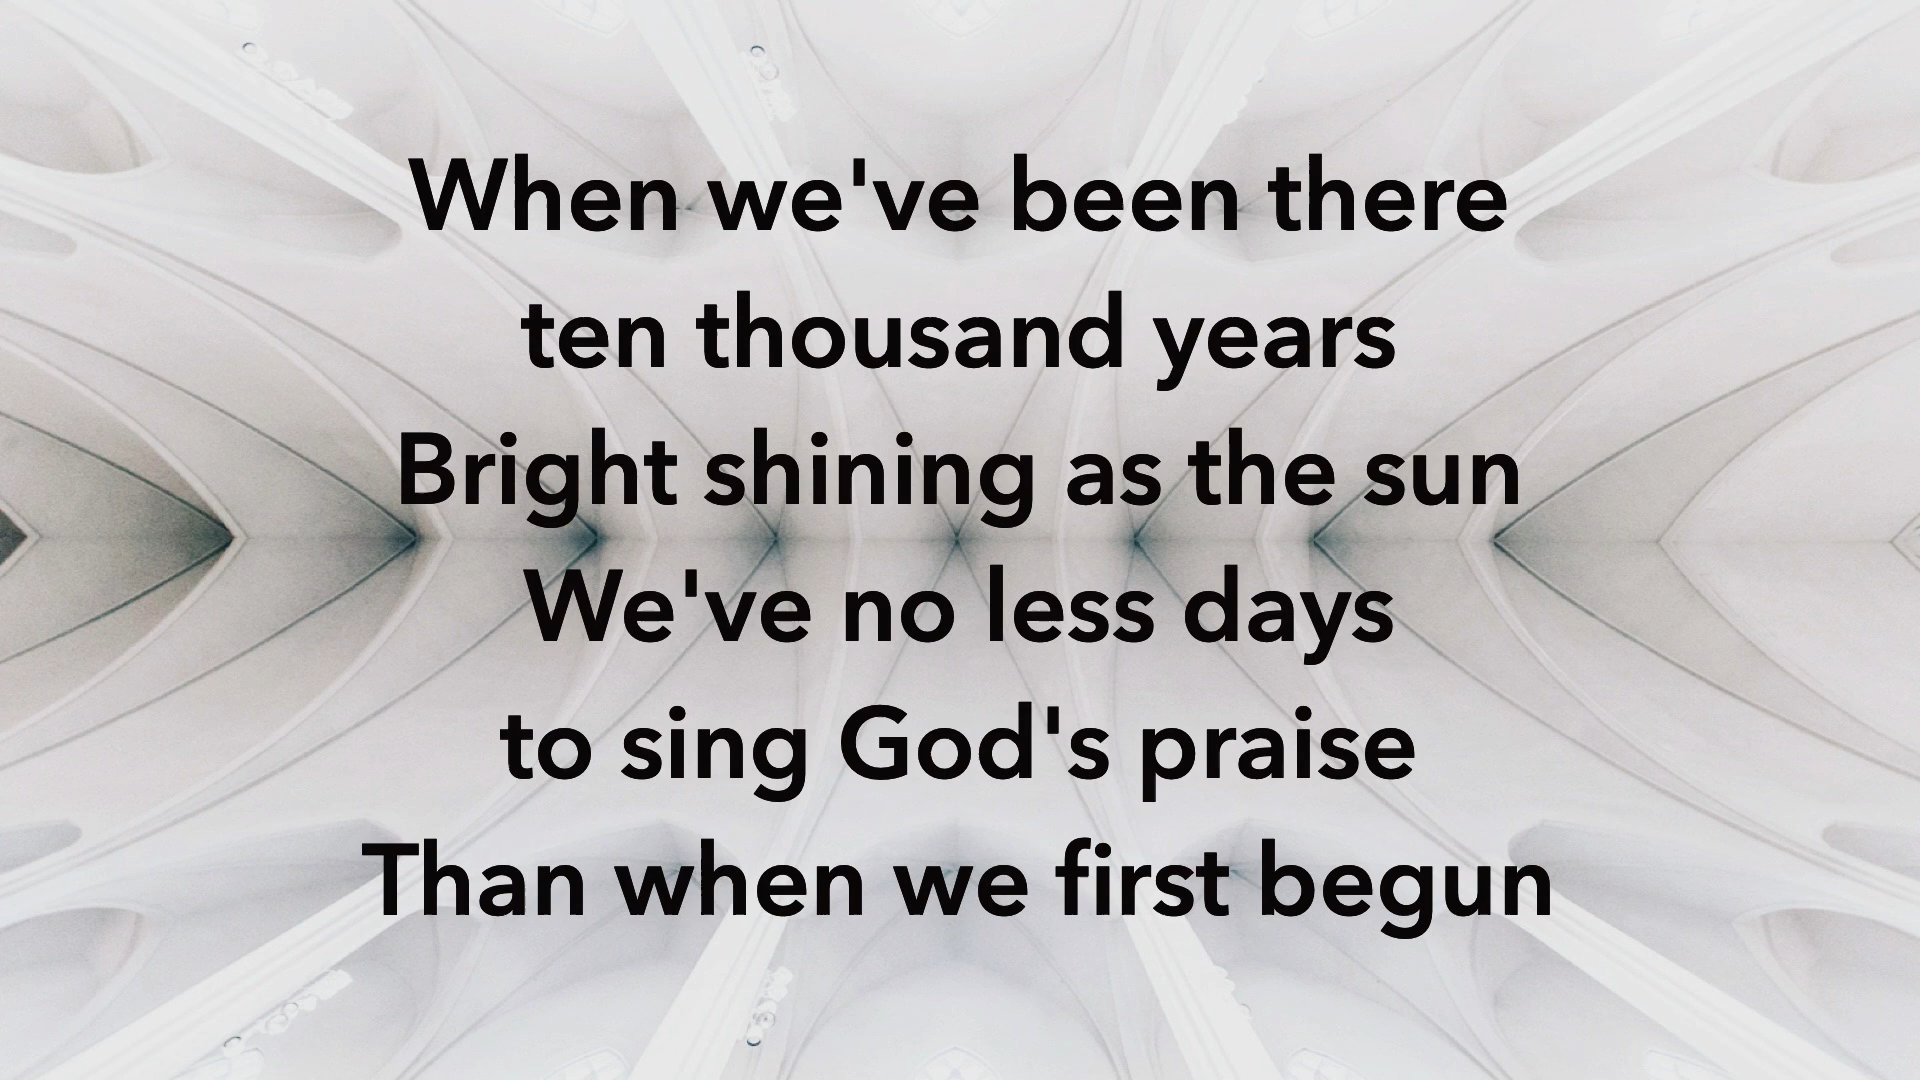 When we've been there
ten thousand years
Bright shining as the sun
We've no less days
to sing God's praise
Than when we first begun